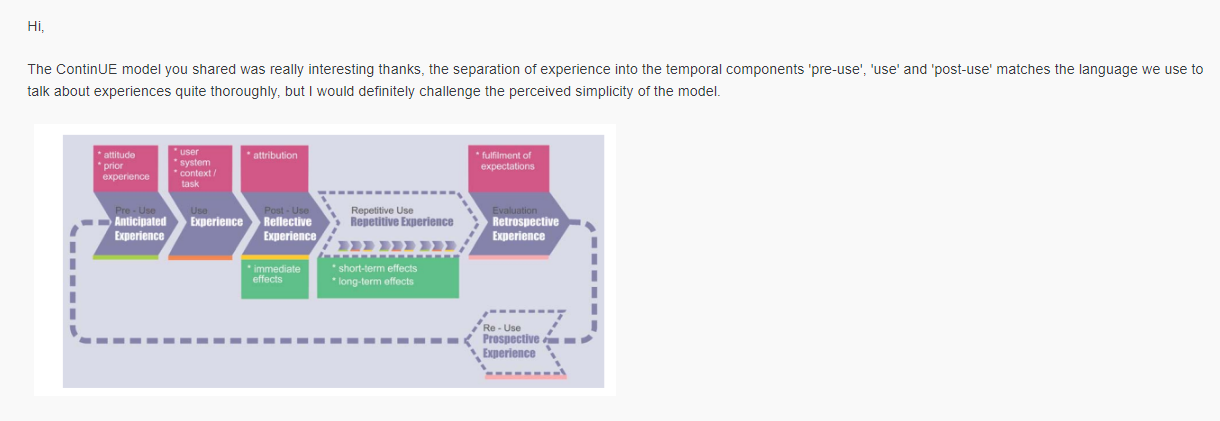 Hi,
The ContinUE model you shared was really interesting thanks, the separation of experience into the temporal components 'pre-use', 'use' and 'post-use' matches the language we use to
talk about experiences quite thoroughly, but I would definitely challenge the perceived simplicity of the model.
* attitude
* prior
experience
* user
* system
* context /
task
* attribution
* fulfilment of
expectations
Pre - Use
Anticipated
Experience
Use
Experience
Post - Use
Reflective
Experience
Repetitive Use
Repetitive Experience
Evaluation
Retrospective
Experience
* immediate
effects
* short-term effects
* long-term effects
Re - Use
Prospective
Experience